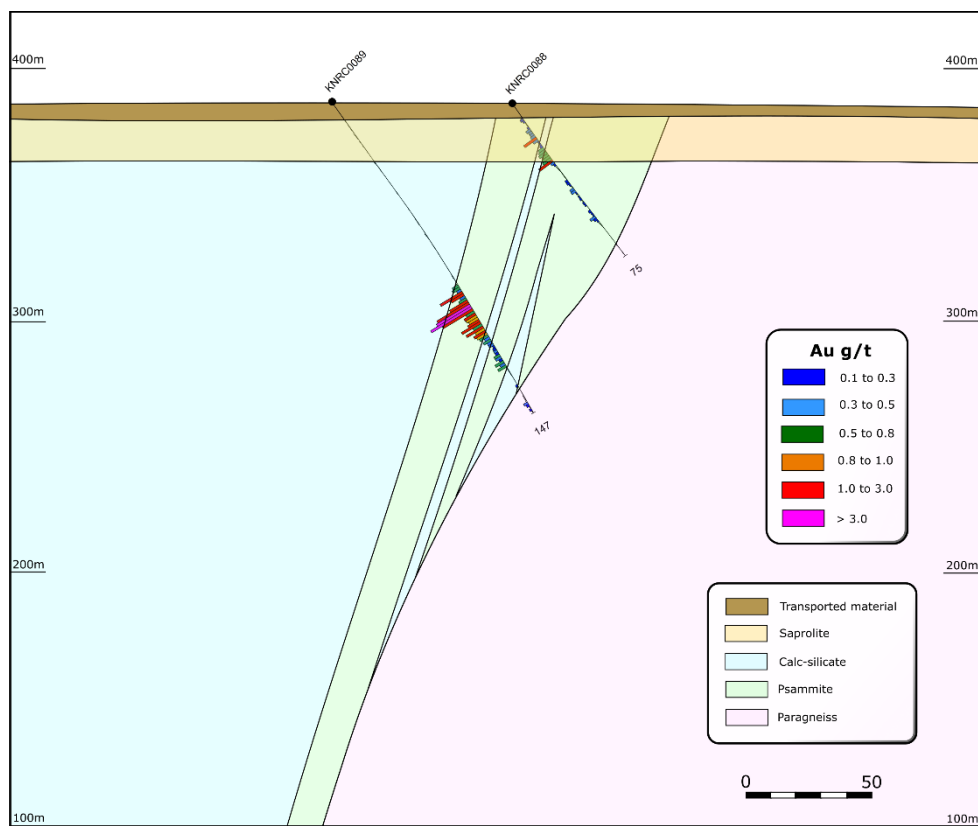 400m
400m
KNRC0089
KNRC0088
75
300m
300m
147
Au g/t
0.1 to 0.3
0.3 to 0.5
0.5 to 0.8
0.8 to 1.0
1.0 to 3.0
> 3.0
200m
200m
Transported material
Saprolite
Calc-silicate
Psammite
Paragneiss
0 50
100m
100m